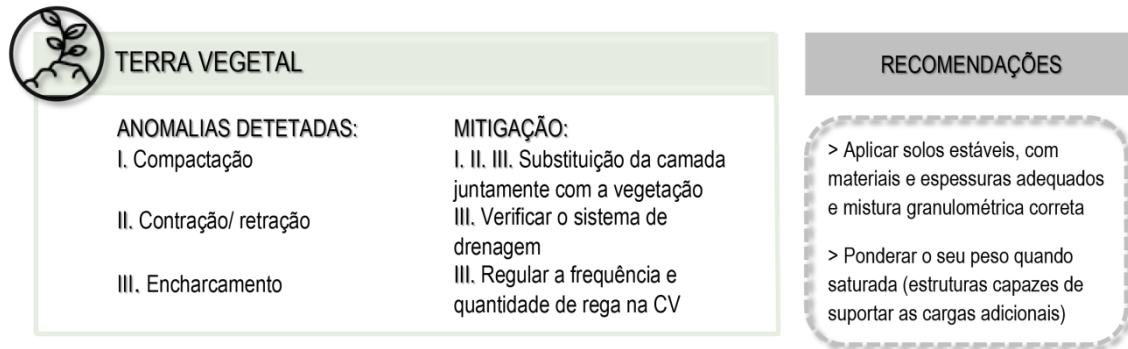 TERRA VEGETAL
ANOMALIAS DETETADAS:
I. Compactação
II. Contração/ retração
III. Encharcamento
MITIGAÇÃO:
I. II. III. Substituição da camada
juntamente com a vegetação
III. Verificar o sistema de
drenagem
III. Regular a frequência e
quantidade de rega na CV
RECOMENDAÇÕES
> Aplicar solos estáveis, com
materiais e espessuras adequados
e mistura granulométrica correta
> Ponderar o seu peso quando
saturada (estruturas capazes de
suportar as cargas adicionais)